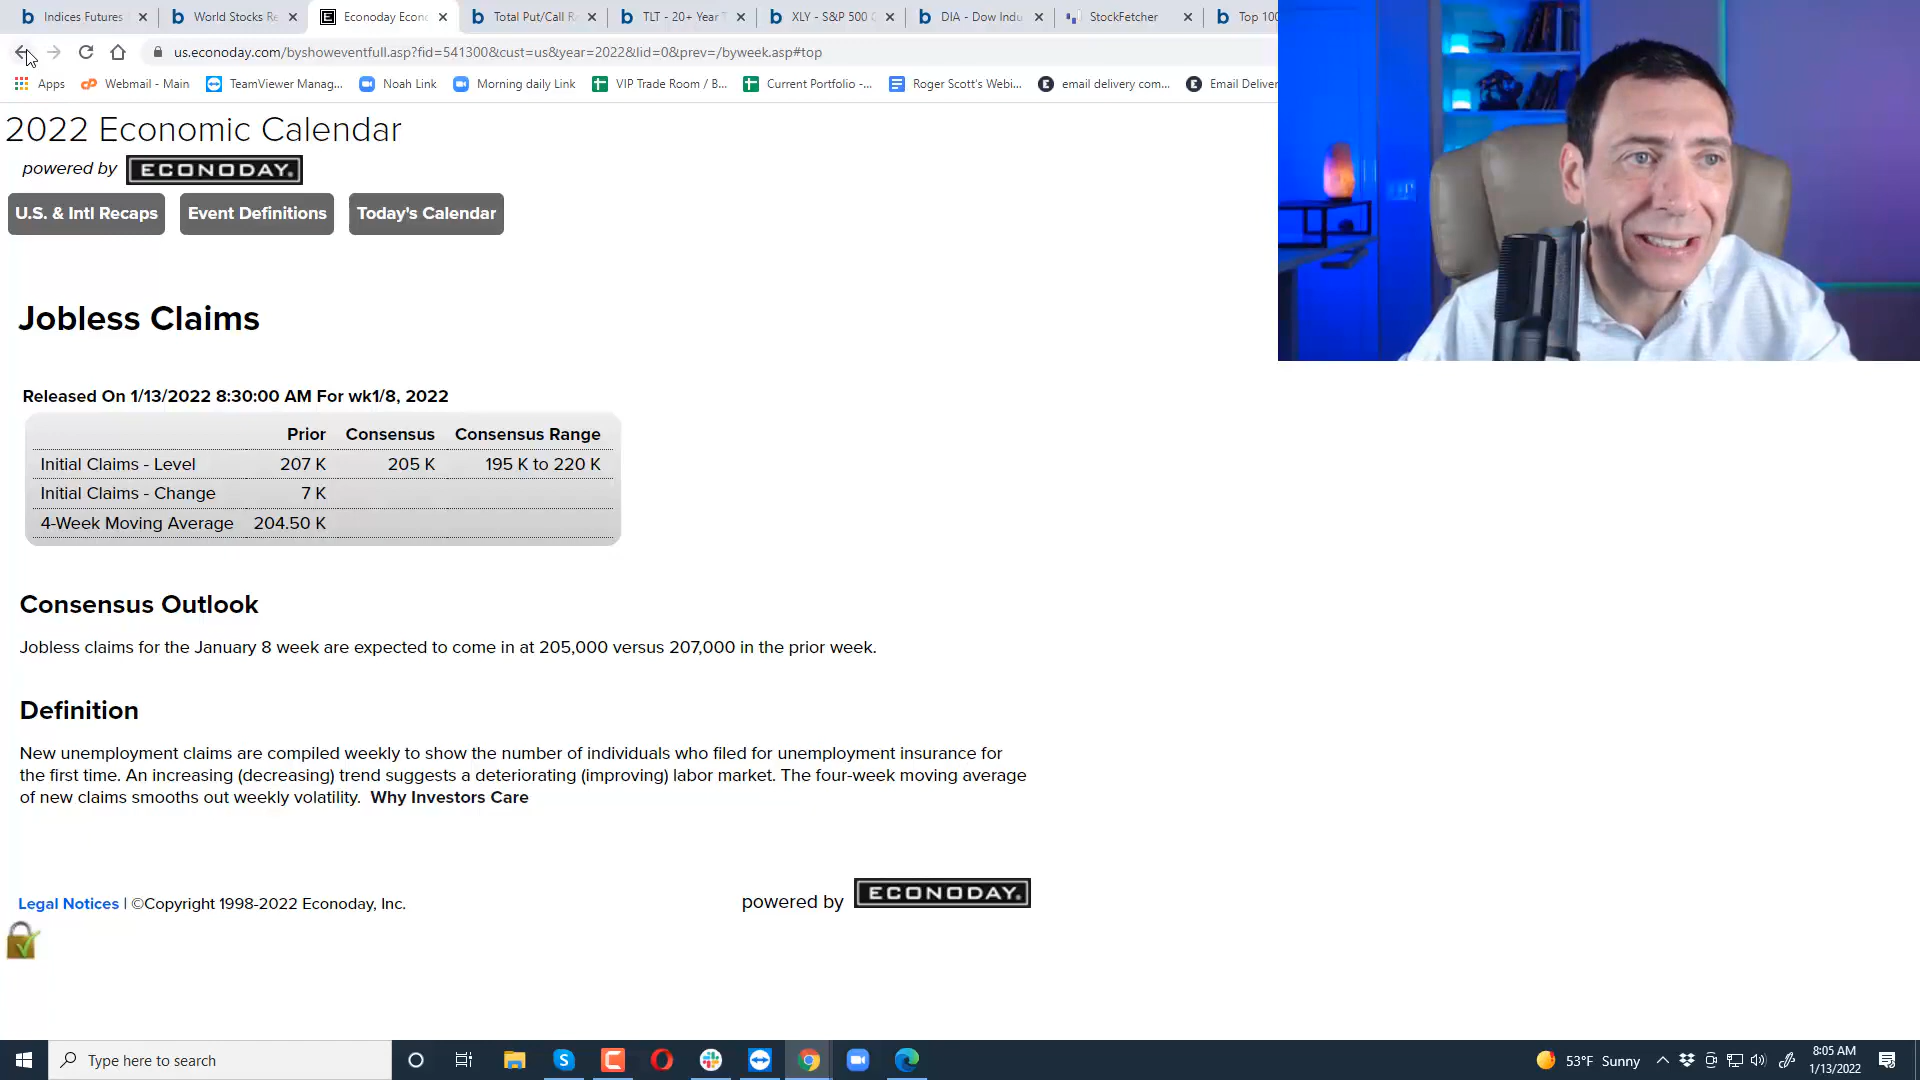 Indices Futures
World Stocks Re
Econoday Econ
Total Put/Call Ra
TLT - 20+ Year T
XLY - S&P 500 C
DIA - Dow Indu
StockFetcher
Top 100
us.econoday.com/byshoweventfull.asp?fid=541300&cust=us&year=2022&lid=0&prev=/byweek.asp#top
Apps
Webmail - Main
TeamViewer Manag...
Noah Link
Morning daily Link
VIP Trade Room / B...
Current Portfolio -...
Roger Scott's Webi...
email delivery com...
Email Deliver
2022 Economic Calendar
powered by ECONODAY.
U.S. & Intl Recaps
Event Definitions
Today's Calendar
Jobless Claims
Released On 1/13/2022 8:30:00 AM For wk1/8, 2022
Prior Consensus Consensus Range
Initial Claims - Level 207 K 205 K 195 K to 220 K
Initial Claims - Change 7 K
4-Week Moving Average 204.50 K
Consensus Outlook
Jobless claims for the January 8 week are expected to come in at 205,000 versus 207,000 in the prior week.
Definition
New unemployment claims are compiled weekly to show the number of individuals who filed for unemployment insurance for
the first time. An increasing (decreasing) trend suggests a deteriorating (improving) labor market. The four-week moving average
of new claims smooths out weekly volatility. Why Investors Care
Legal Notices | ©Copyright 1998-2022 Econoday, Inc.
powered by ECONODAY.
Type here to search
53°F Sunny
8:05 AM
1/13/2022